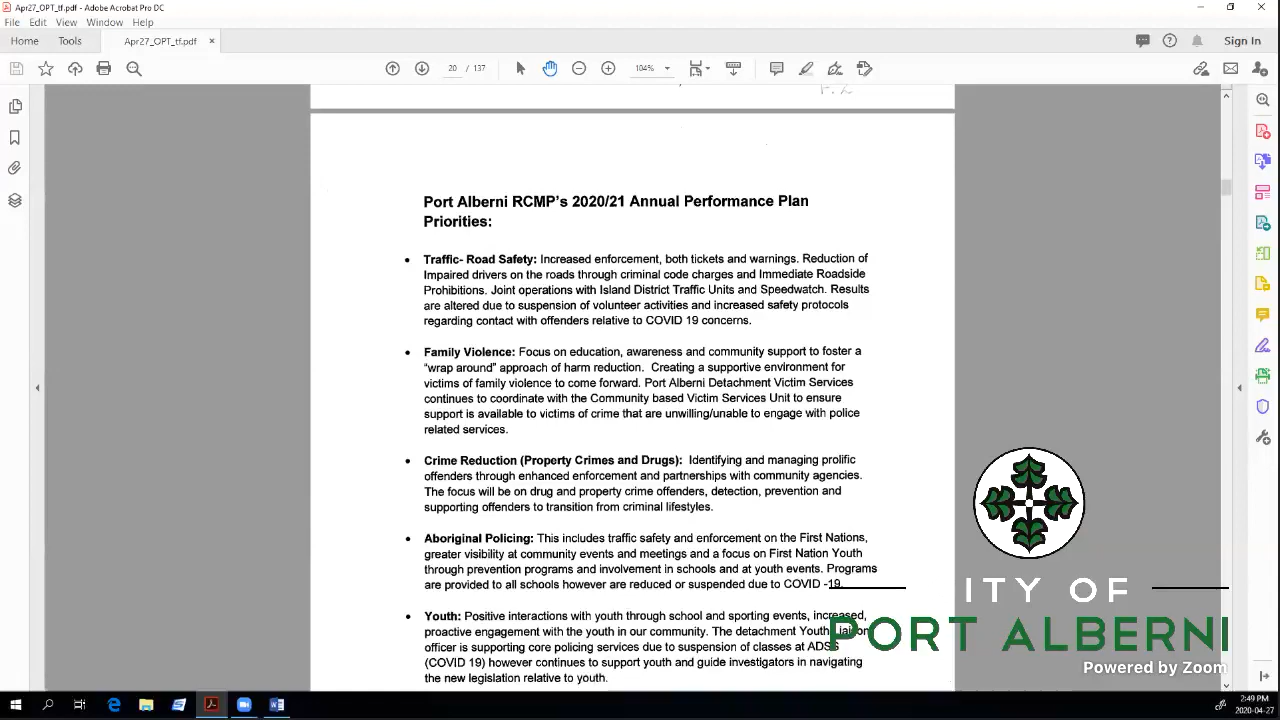 Apr27_OPT_tf.pdf - Adobe Acrobat Pro DC
File Edit View Window Help
Home Tools Apr27_OPT_tf.pdf × Sign In
20 / 137 104%
Port Alberni RCMP's 2020/21 Annual Performance Plan
Priorities:
• Traffic- Road Safety: Increased enforcement, both tickets and warnings. Reduction of
Impaired drivers on the roads through criminal code charges and Immediate Roadside
Prohibitions. Joint operations with Island District Traffic Units and Speedwatch. Results
are altered due to suspension of volunteer activities and increased safety protocols
regarding contact with offenders relative to COVID 19 concerns.
• Family Violence: Focus on education, awareness and community support to foster a
"wrap around" approach of harm reduction. Creating a supportive environment for
victims of family violence to come forward. Port Alberni Detachment Victim Services
continues to coordinate with the Community based Victim Services Unit to ensure
support is available to victims of crime that are unwilling/unable to engage with police
related services.
• Crime Reduction (Property Crimes and Drugs): Identifying and managing prolific
offenders through enhanced enforcement and partnerships with community agencies.
The focus will be on drug and property crime offenders, detection, prevention and
supporting offenders to transition from criminal lifestyles.
• Aboriginal Policing: This includes traffic safety and enforcement on the First Nations,
greater visibility at community events and meetings and a focus on First Nation Youth
through prevention programs and involvement in schools and at youth events. Programs
are provided to all schools however are reduced or suspended due to COVID -19.
• Youth: Positive interactions with youth through school and sporting events, increased,
proactive engagement with the youth in our community. The detachment Youth Liaison
officer is supporting core policing services due to suspension of classes at ADSS
(COVID 19) however continues to support youth and guide investigators in navigating
the new legislation relative to youth.
ITY OF
PORT ALBERNI
Powered by Zoom
2:49 PM
2020-04-27